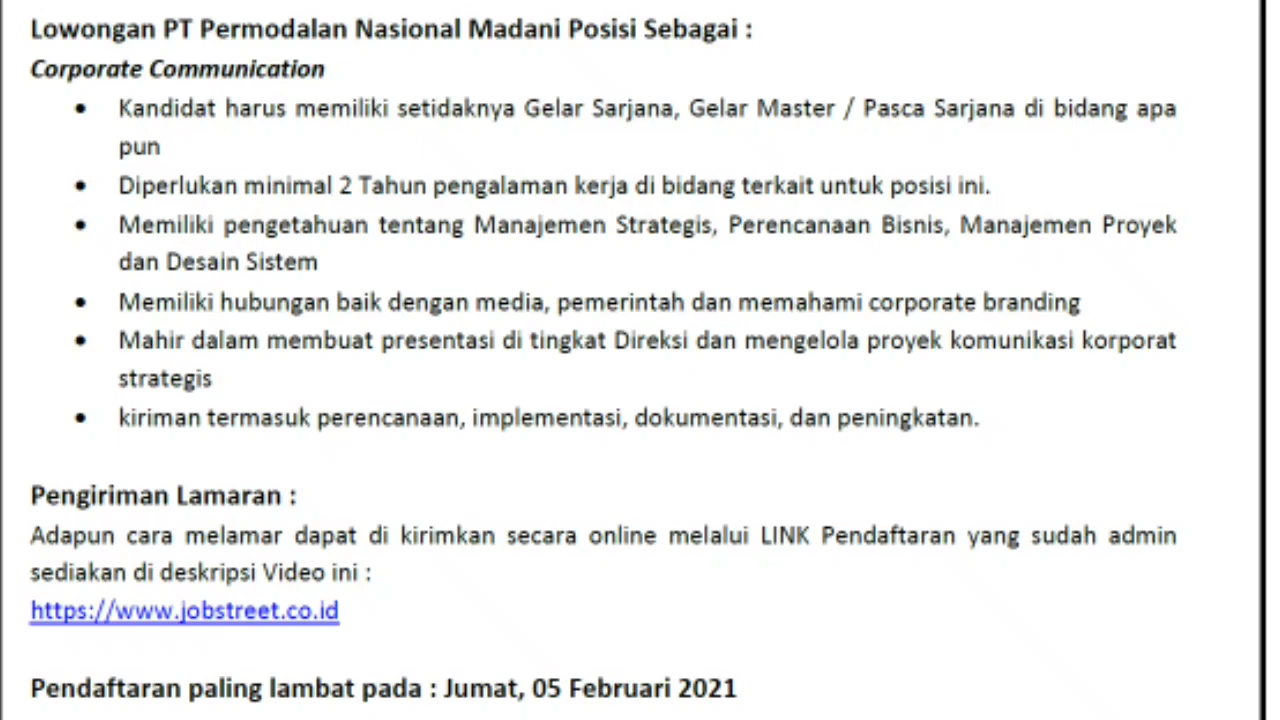 Lowongan PT Permodalan Nasional Madani Posisi Sebagai :
Corporate Communication
• Kandidat harus memiliki setidaknya Gelar Sarjana, Gelar Master / Pasca Sarjana di bidang apa
pun
• Diperlukan minimal 2 Tahun pengalaman kerja di bidang terkait untuk posisi ini.
• Memiliki pengetahuan tentang Manajemen Strategis, Perencanaan Bisnis, Manajemen Proyek
dan Desain Sistem
• Memiliki hubungan baik dengan media, pemerintah dan memahami corporate branding
• Mahir dalam membuat presentasi di tingkat Direksi dan mengelola proyek komunikasi korporat
strategis
• kiriman termasuk perencanaan, implementasi, dokumentasi, dan peningkatan.
Pengiriman Lamaran :
Adapun cara melamar dapat di kirimkan secara online melalui LINK Pendaftaran yang sudah admin
sediakan di deskripsi Video ini :
https://www.jobstreet.co.id
Pendaftaran paling lambat pada : Jumat, 05 Februari 2021